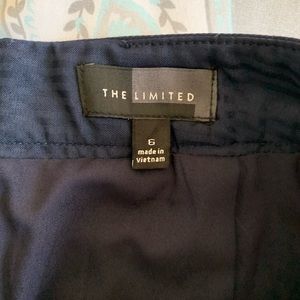 THE LIMITED
6
made in
Vietnam